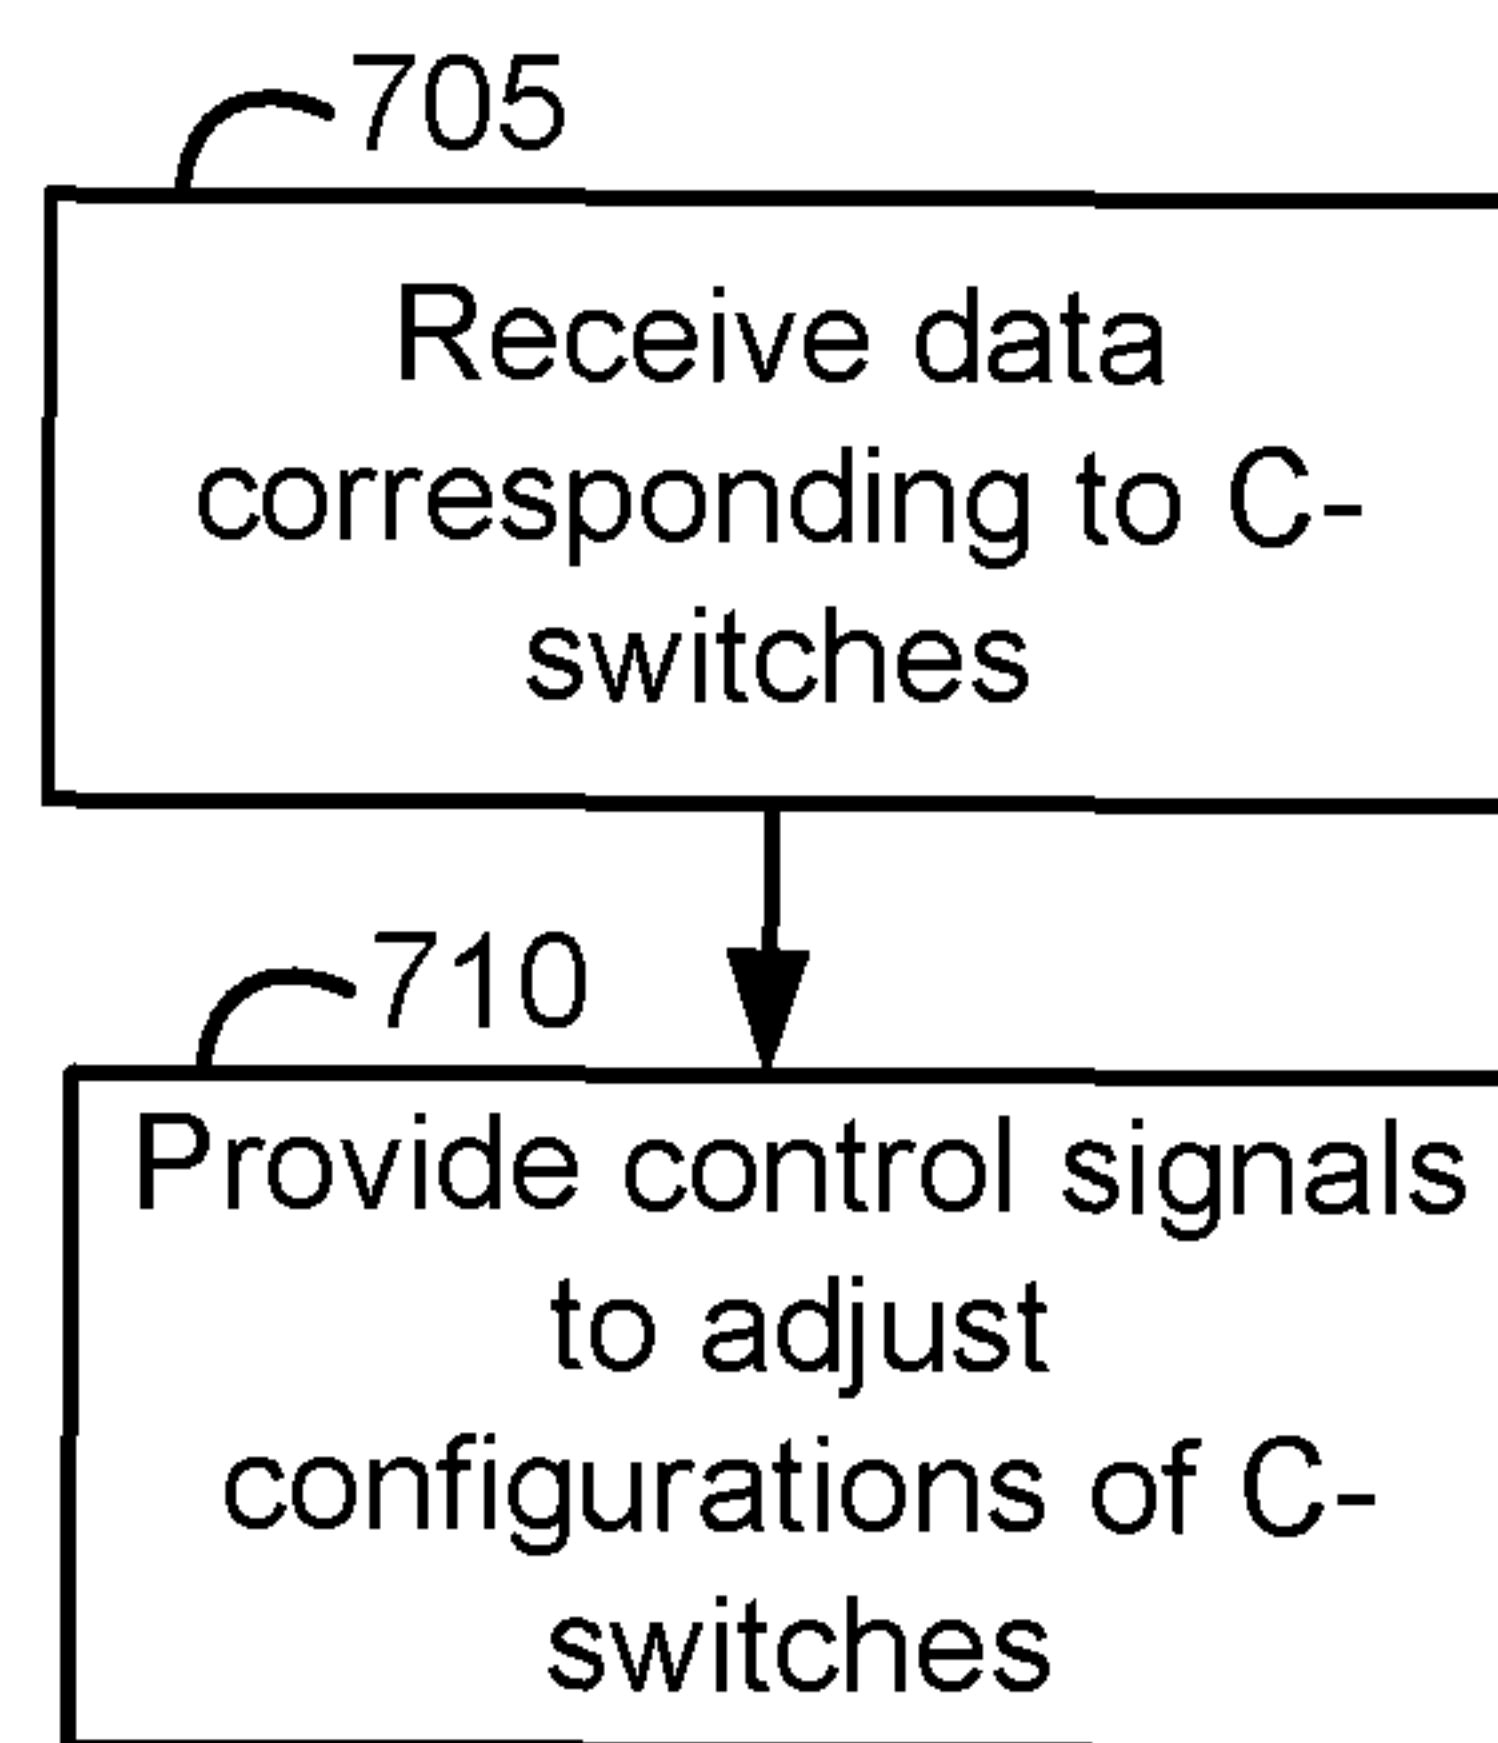 705
Receive data
corresponding to C-
switches
710
Provide control signals
to adjust
configurations of C-
switches